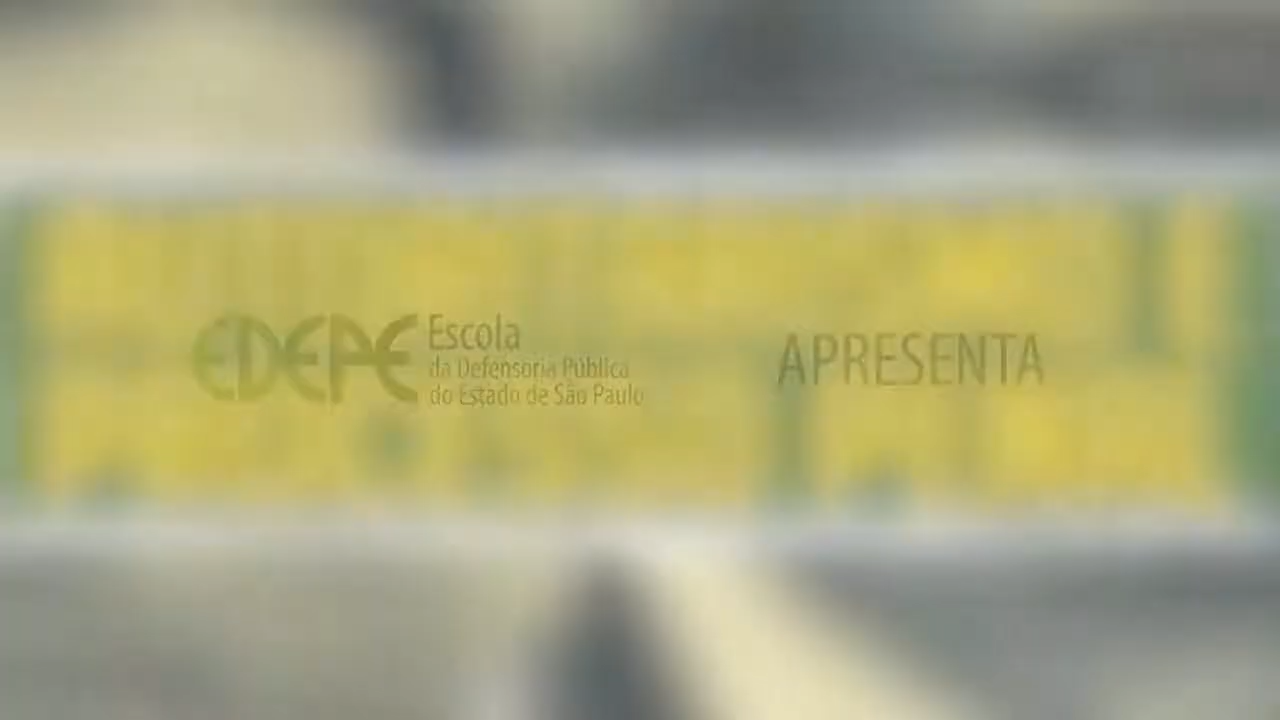 EDEPE
Escola
da Defensoria Pública
do Estado de São Paulo
APRESENTA